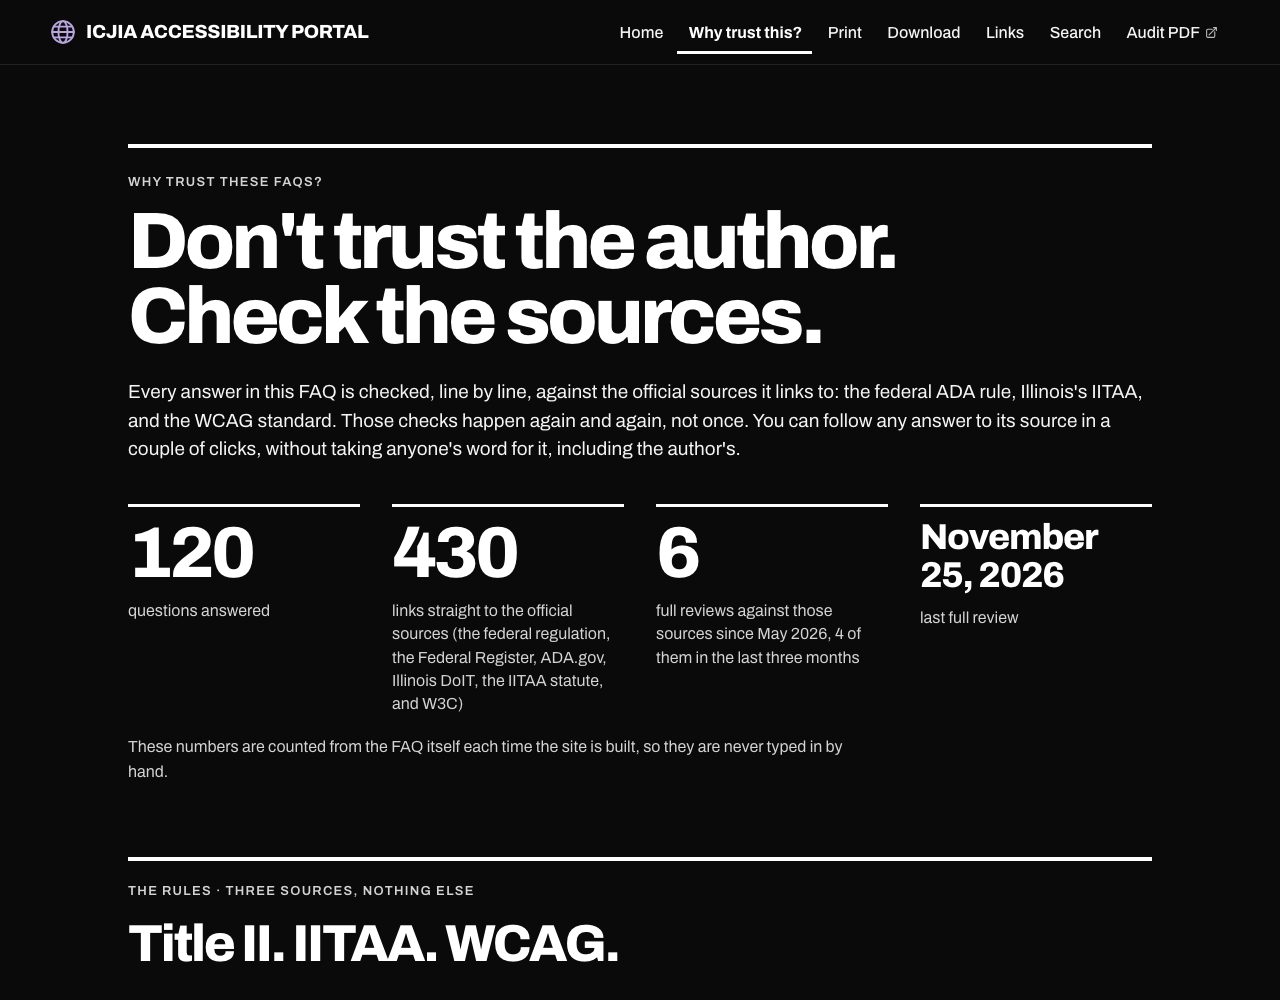 ICJIA ACCESSIBILITY PORTAL
Home Why trust this? Print Download Links Search Audit PDF
WHY TRUST THESE FAQS?
Don't trust the author.
Check the sources.
Every answer in this FAQ is checked, line by line, against the official sources it links to: the federal ADA rule, Illinois's IITAA,
and the WCAG standard. Those checks happen again and again, not once. You can follow any answer to its source in a
couple of clicks, without taking anyone's word for it, including the author's.
120
questions answered
430
links straight to the official
sources (the federal regulation,
the Federal Register, ADA.gov,
Illinois DoIT, the IITAA statute,
and W3C)
6
full reviews against those
sources since May 2026, 4 of
them in the last three months
November
25, 2026
last full review
These numbers are counted from the FAQ itself each time the site is built, so they are never typed in by
hand.
THE RULES · THREE SOURCES, NOTHING ELSE
Title II. IITAA. WCAG.